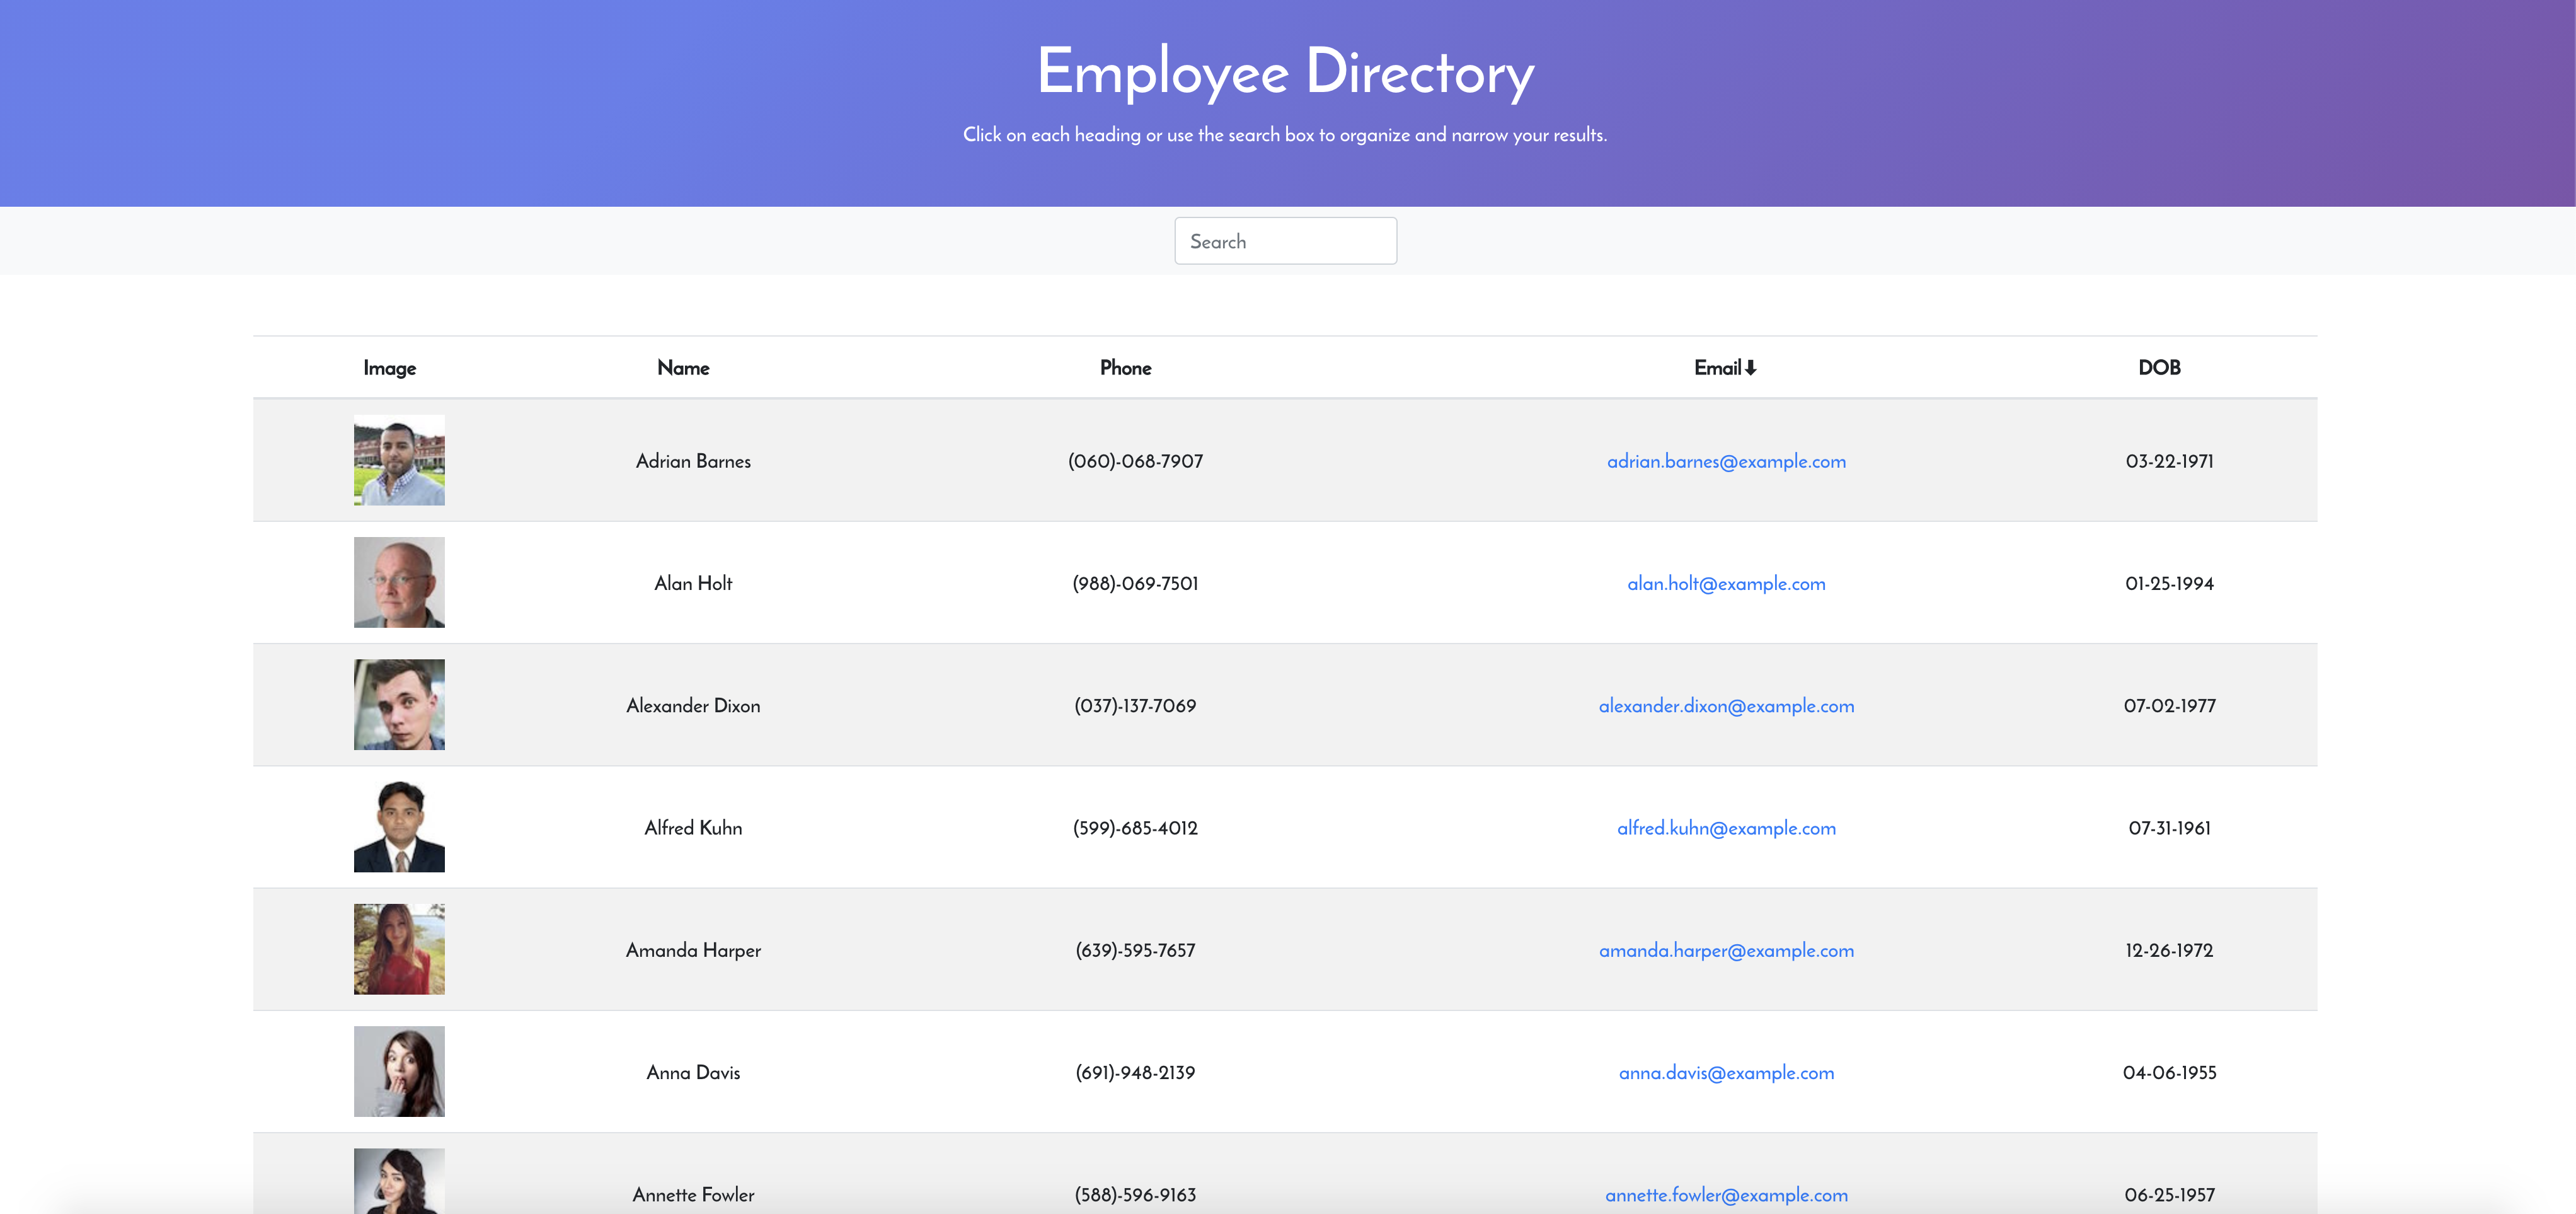 Employee Directory
Click on each heading or use the search box to organize and narrow your results.
Search
Image Name Phone Email⬇ DOB
Adrian Barnes (060)-068-7907 adrian.barnes@example.com 03-22-1971
Alan Holt (988)-069-7501 alan.holt@example.com 01-25-1994
Alexander Dixon (037)-137-7069 alexander.dixon@example.com 07-02-1977
Alfred Kuhn (599)-685-4012 alfred.kuhn@example.com 07-31-1961
Amanda Harper (639)-595-7657 amanda.harper@example.com 12-26-1972
Anna Davis (691)-948-2139 anna.davis@example.com 04-06-1955
Annette Fowler (588)-596-9163 annette.fowler@example.com 06-25-1957